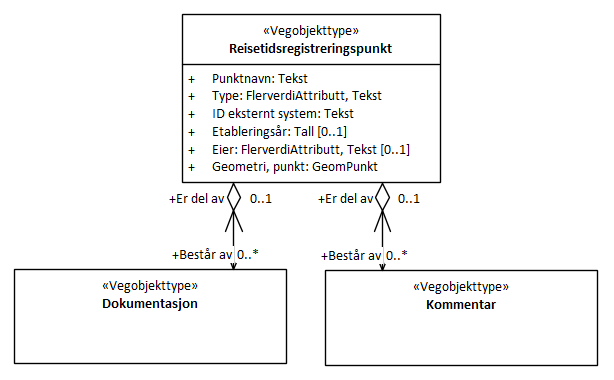 «Vegobjekttype»
Reisetidsregistreringspunkt
+ Punktnavn: Tekst
+ Type: FlerverdiAttributt, Tekst
+ ID eksternt system: Tekst
+ Etableringsår: Tall [0..1]
+ Eier: FlerverdiAttributt, Tekst [0..1]
+ Geometri, punkt: GeomPunkt
+Er del av 0..1 +Er del av 0..1
+Består av 0..* +Består av 0..*
«Vegobjekttype» «Vegobjekttype»
Dokumentasjon Kommentar